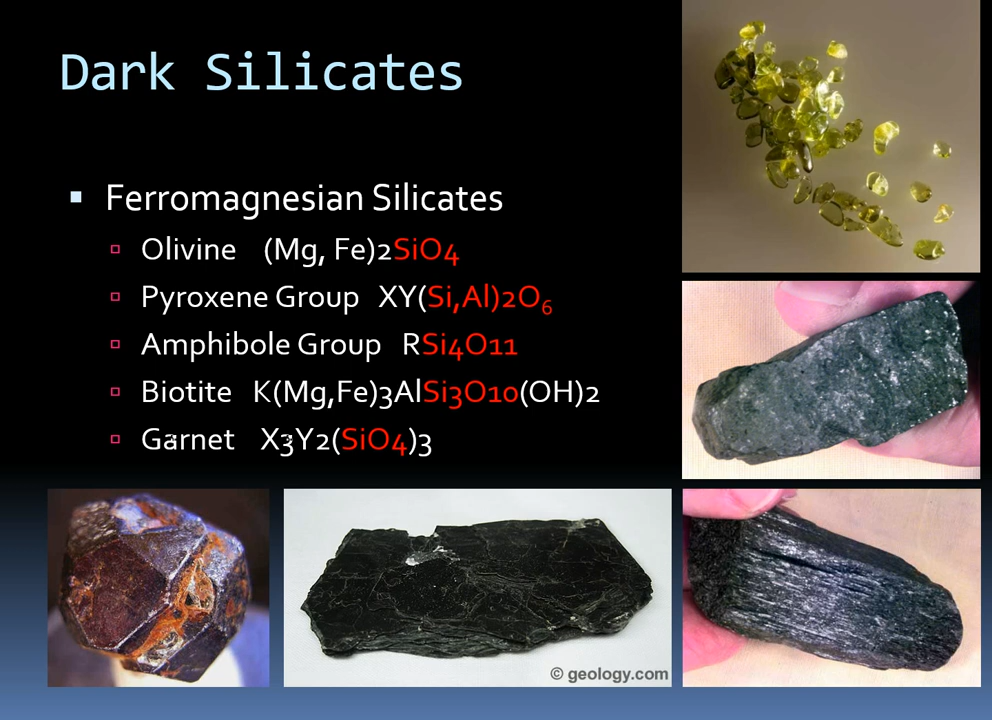 Dark Silicates
Ferromagnesian Silicates
Olivine (Mg, Fe)2SiO4
Pyroxene Group XY(Si,Al)2O₆
Amphibole Group RSi4O11
Biotite K(Mg,Fe)3AlSi3O10(OH)2
Garnet X3Y2(SiO4)3
© geology.com